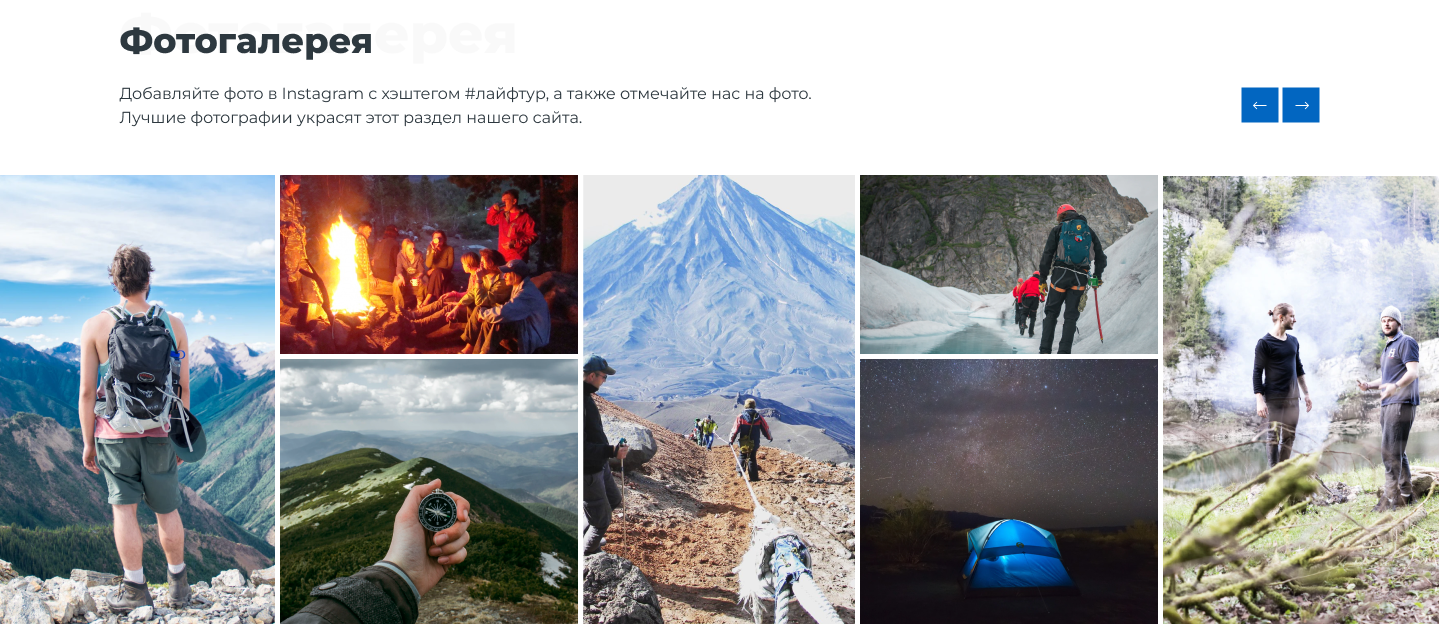 Фотогалерея
Добавляйте фото в Instagram с хэштегом #лайфтур, а также отмечайте нас на фото.
Лучшие фотографии украсят этот раздел нашего сайта.